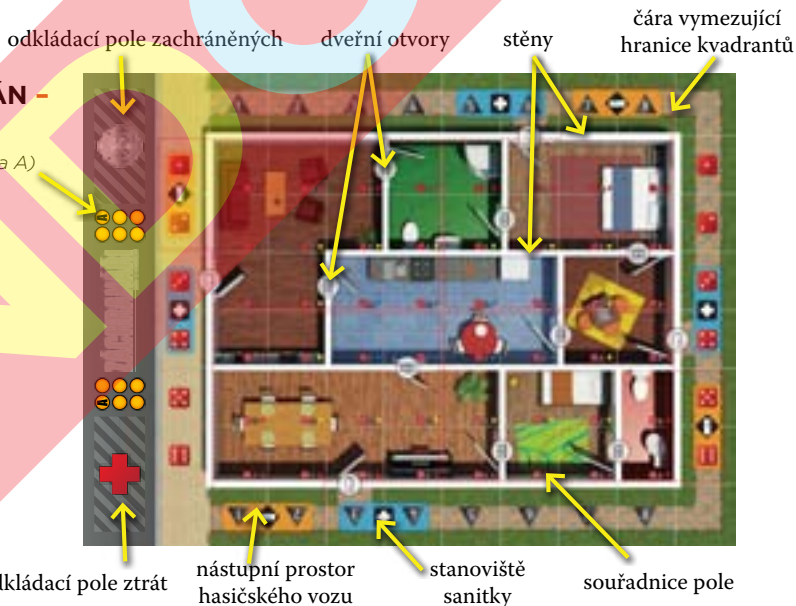 čára vymezující
odkládací pole zachráněných dveřní otvory stěny hranice kvadrantů
ÁN –
a A)
dkládací pole ztrát nástupní prostor stanoviště souřadnice pole
hasičského vozu sanitky